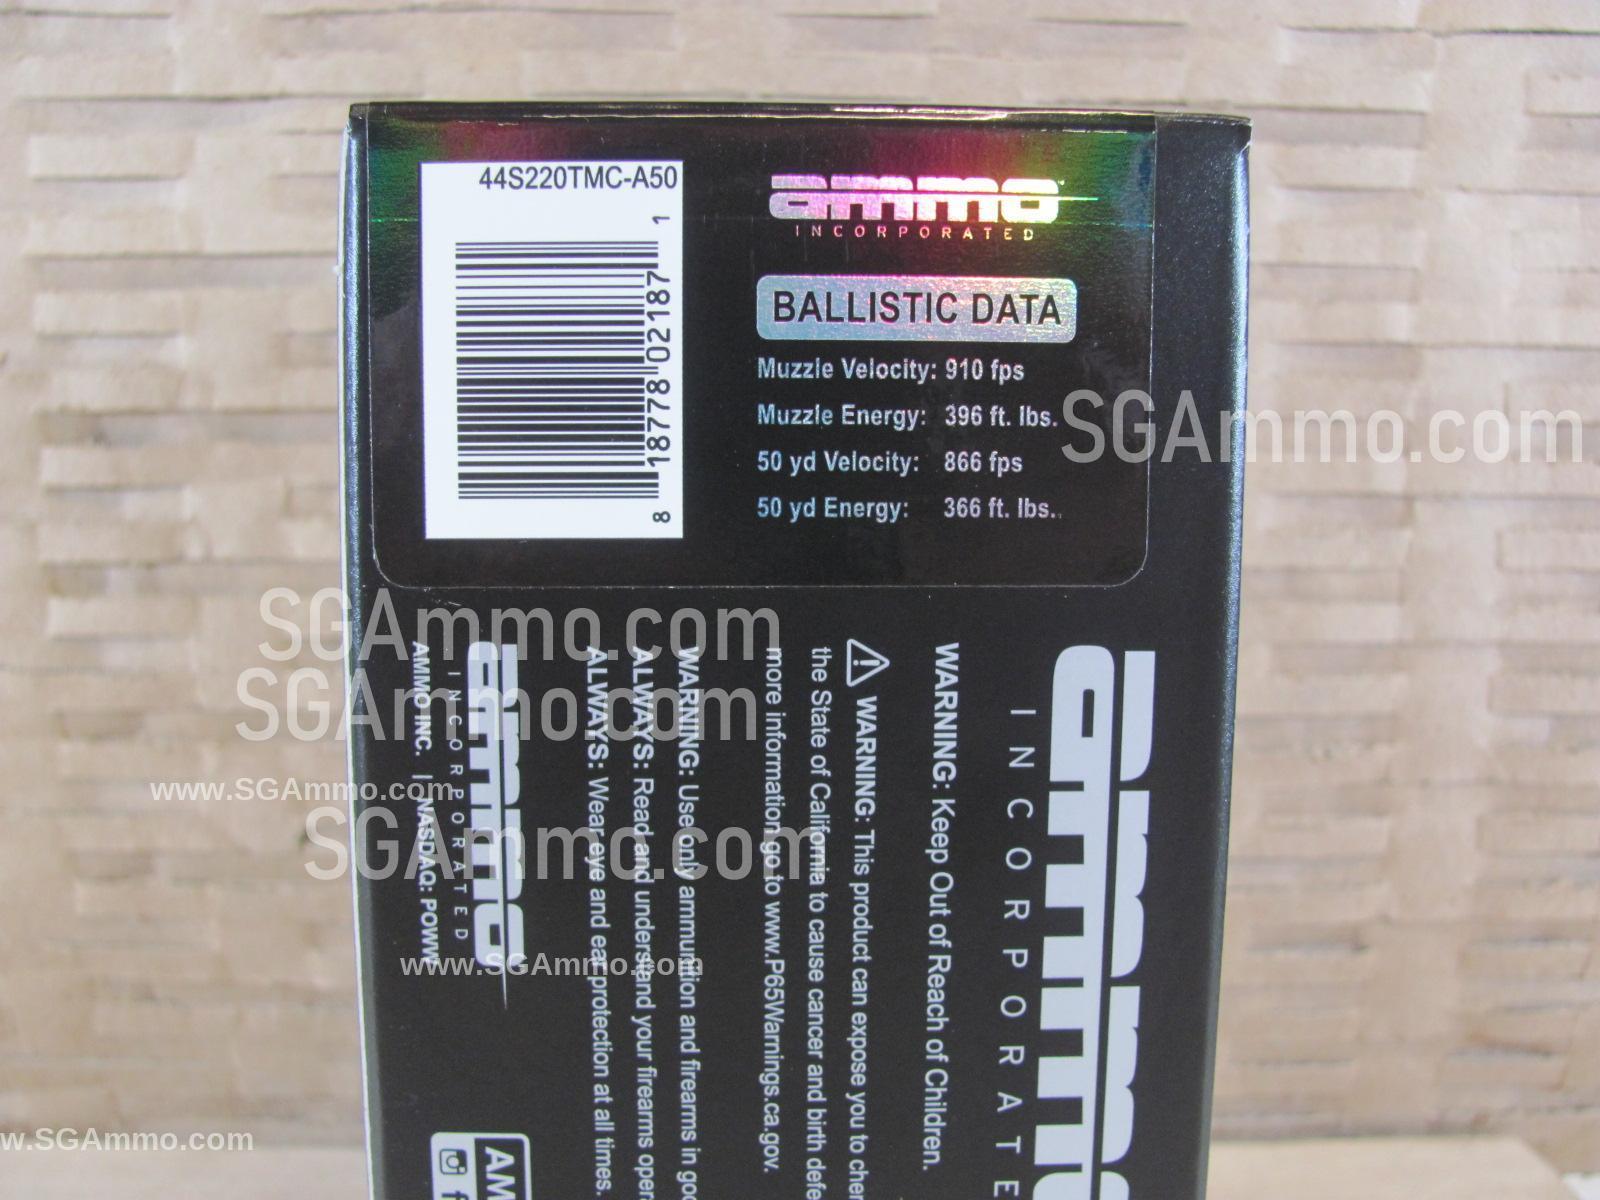 44S220TMC-A50
8 18778 02187 1
ammo
INCORPORATED
BALLISTIC DATA
Muzzle Velocity: 910 fps
Muzzle Energy: 396 ft. lbs.
50 yd Velocity: 866 fps
50 yd Energy: 366 ft. lbs.
SGAmmo.com
SGAmmo.com
SGAmmo.com
www.SGAmmo.com
SGAmmo.com
www.SGAmmo.com
w.SGAmmo.com
ammo
INCORPORATE
WARNING: Keep Out of Reach of Children.
WARNING: This product can expose you to cher
the State of California to cause cancer and birth defe
more information go to www.P65Warnings.ca.gov.
WARNING: Use only ammunition and firearms in goo
ALWAYS: Read and understand your firearms oper
ALWAYS: Wear eye and ear protection at all times.
ammo
INCORPORATED
AMMO INC. | NASDAQ: POWW
AM
f